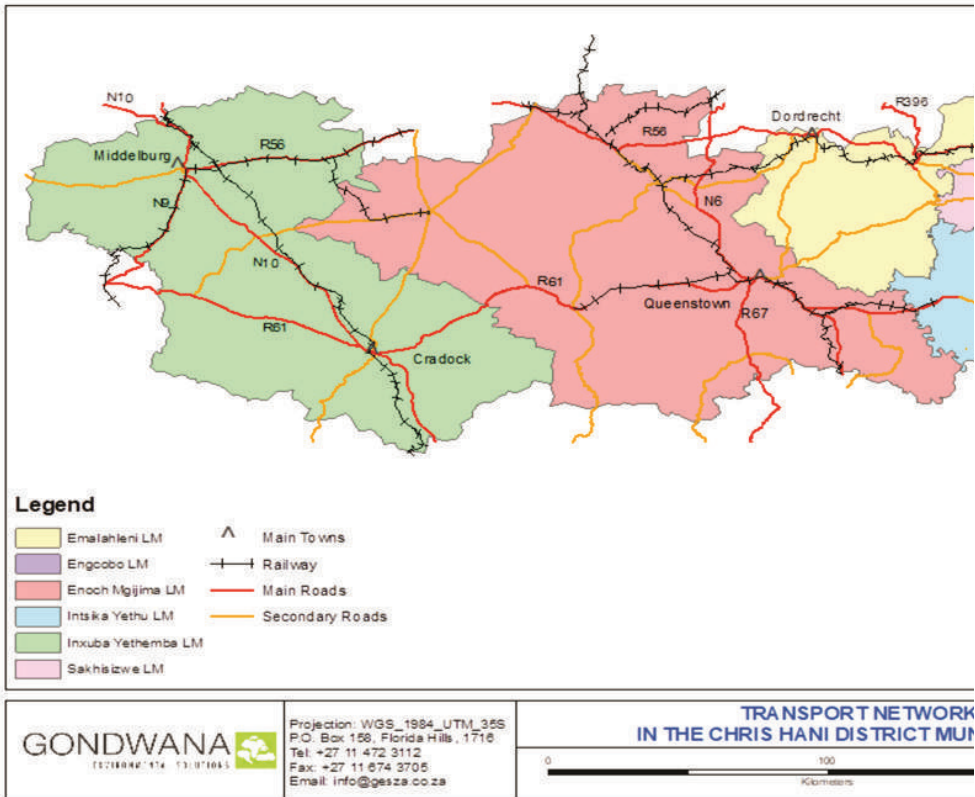 N10
R396
Dordrecht
R56
R56
Middelburg
N9
N6
N10
R61
Queenstown
R61
R67
Cradock
Legend
Emalahleni LM
Engcobo LM
Enoch Mgijima LM
Intsika Yethu LM
Inxuba Yethemba LM
Sakhisizwe LM
Main Towns
Railway
Main Roads
Secondary Roads
GONDWANA
ENVIRONMENTAL SOLUTIONS
Projection: WGS_1984_UTM_35S
P.O. Box 158, Florida Hills, 1716
Tel: +27 11 472 3112
Fax: +27 11 674 3705
Email: info@gesza.co.za
TRANSPORT NETWORK
IN THE CHRIS HANI DISTRICT MUN
0 100
Kilometers